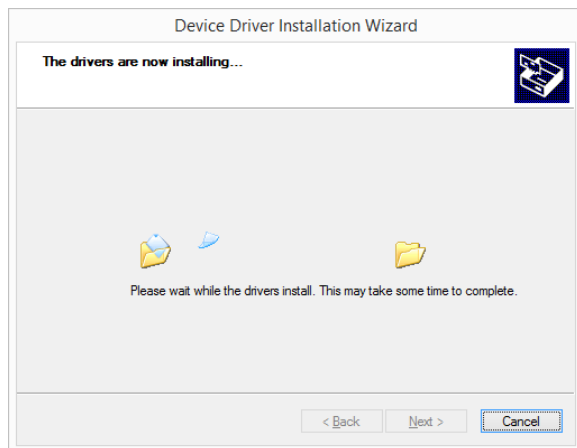 Device Driver Installation Wizard
The drivers are now installing...
Please wait while the drivers install. This may take some time to complete.
< Back Next > Cancel